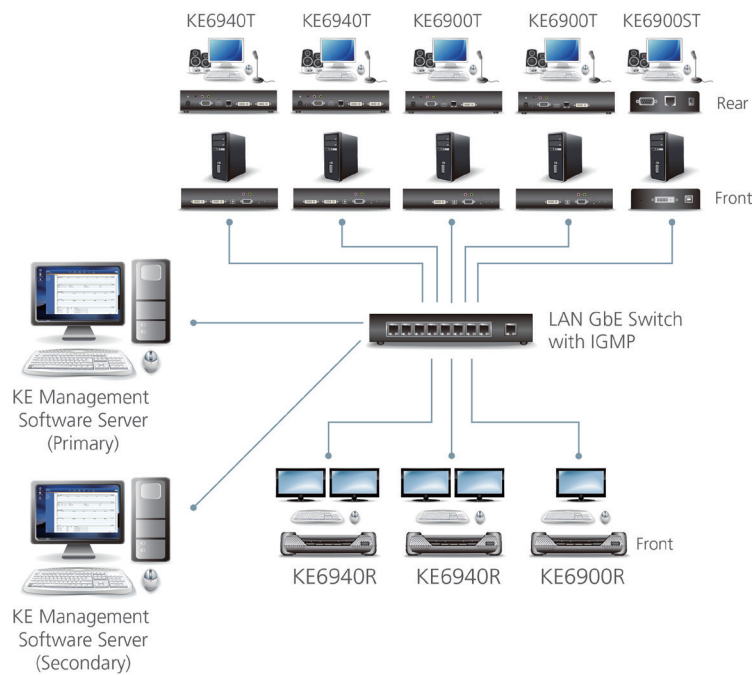 KE6940T KE6940T KE6900T KE6900T KE6900ST
Rear
Front
LAN GbE Switch
with IGMP
KE Management
Software Server
(Primary)
Front
KE6940R KE6940R KE6900R
KE Management
Software Server
(Secondary)